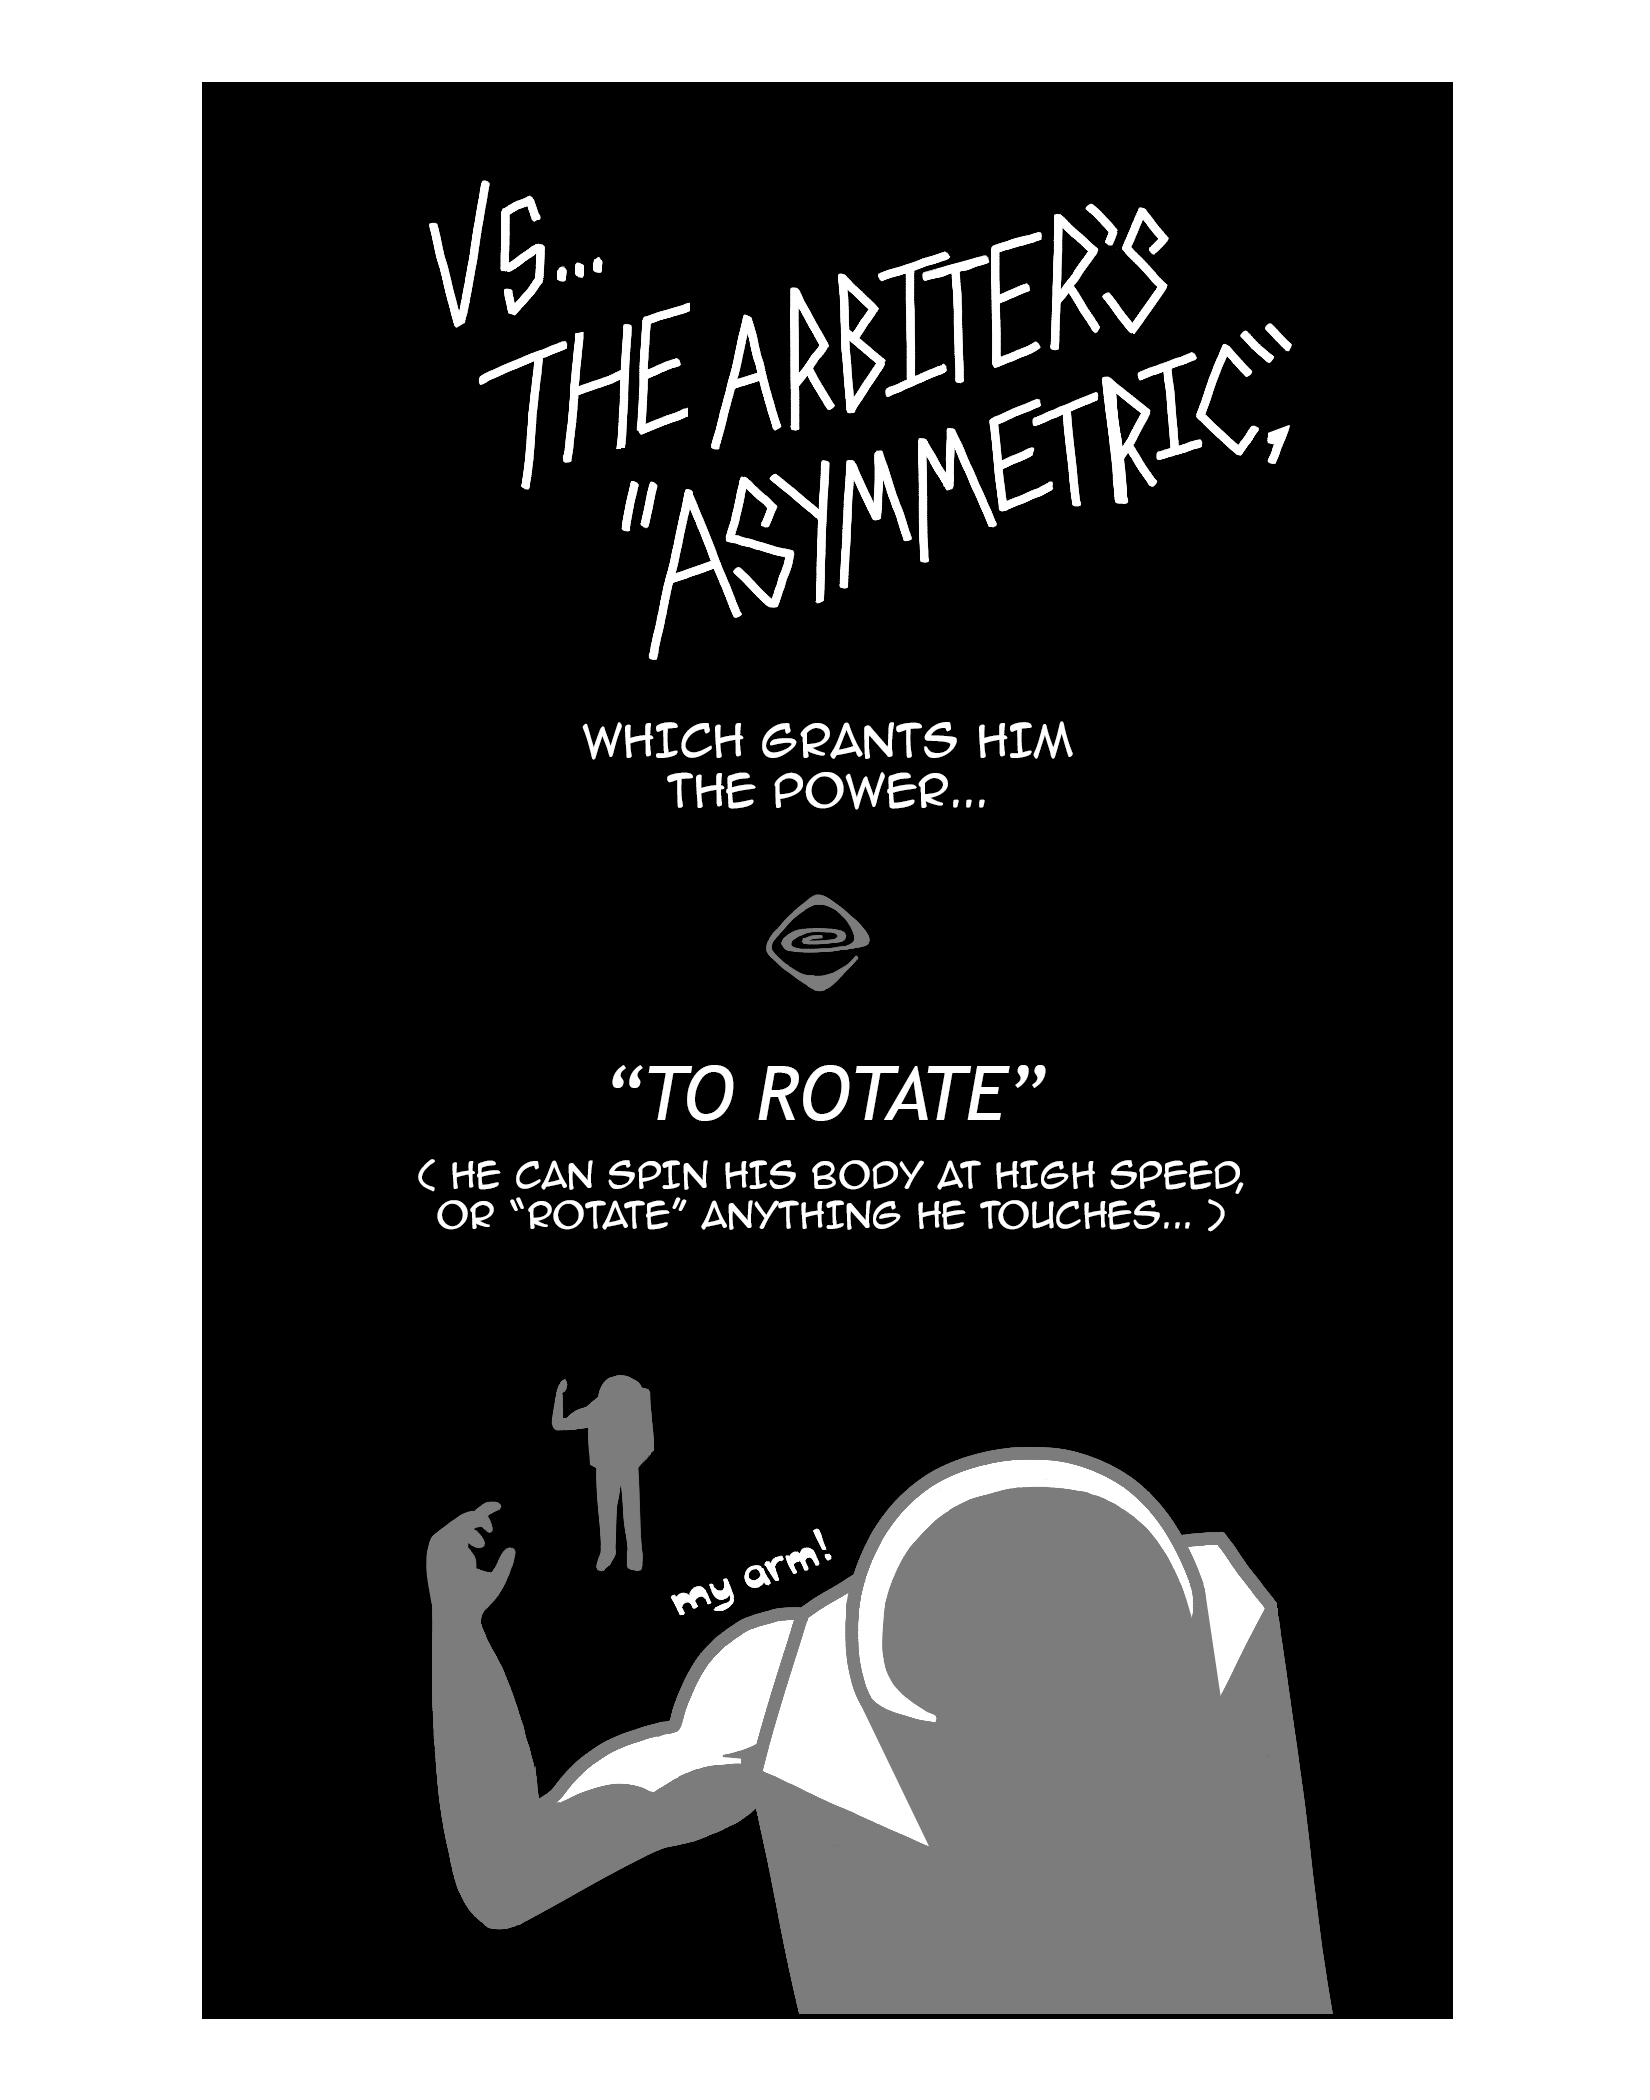 VS...
THE ARBITER'S
"ASYMMETRIC,"
WHICH GRANTS HIM
THE POWER...
“TO ROTATE”
( HE CAN SPIN HIS BODY AT HIGH SPEED,
OR “ROTATE” ANYTHING HE TOUCHES... )
my arm!